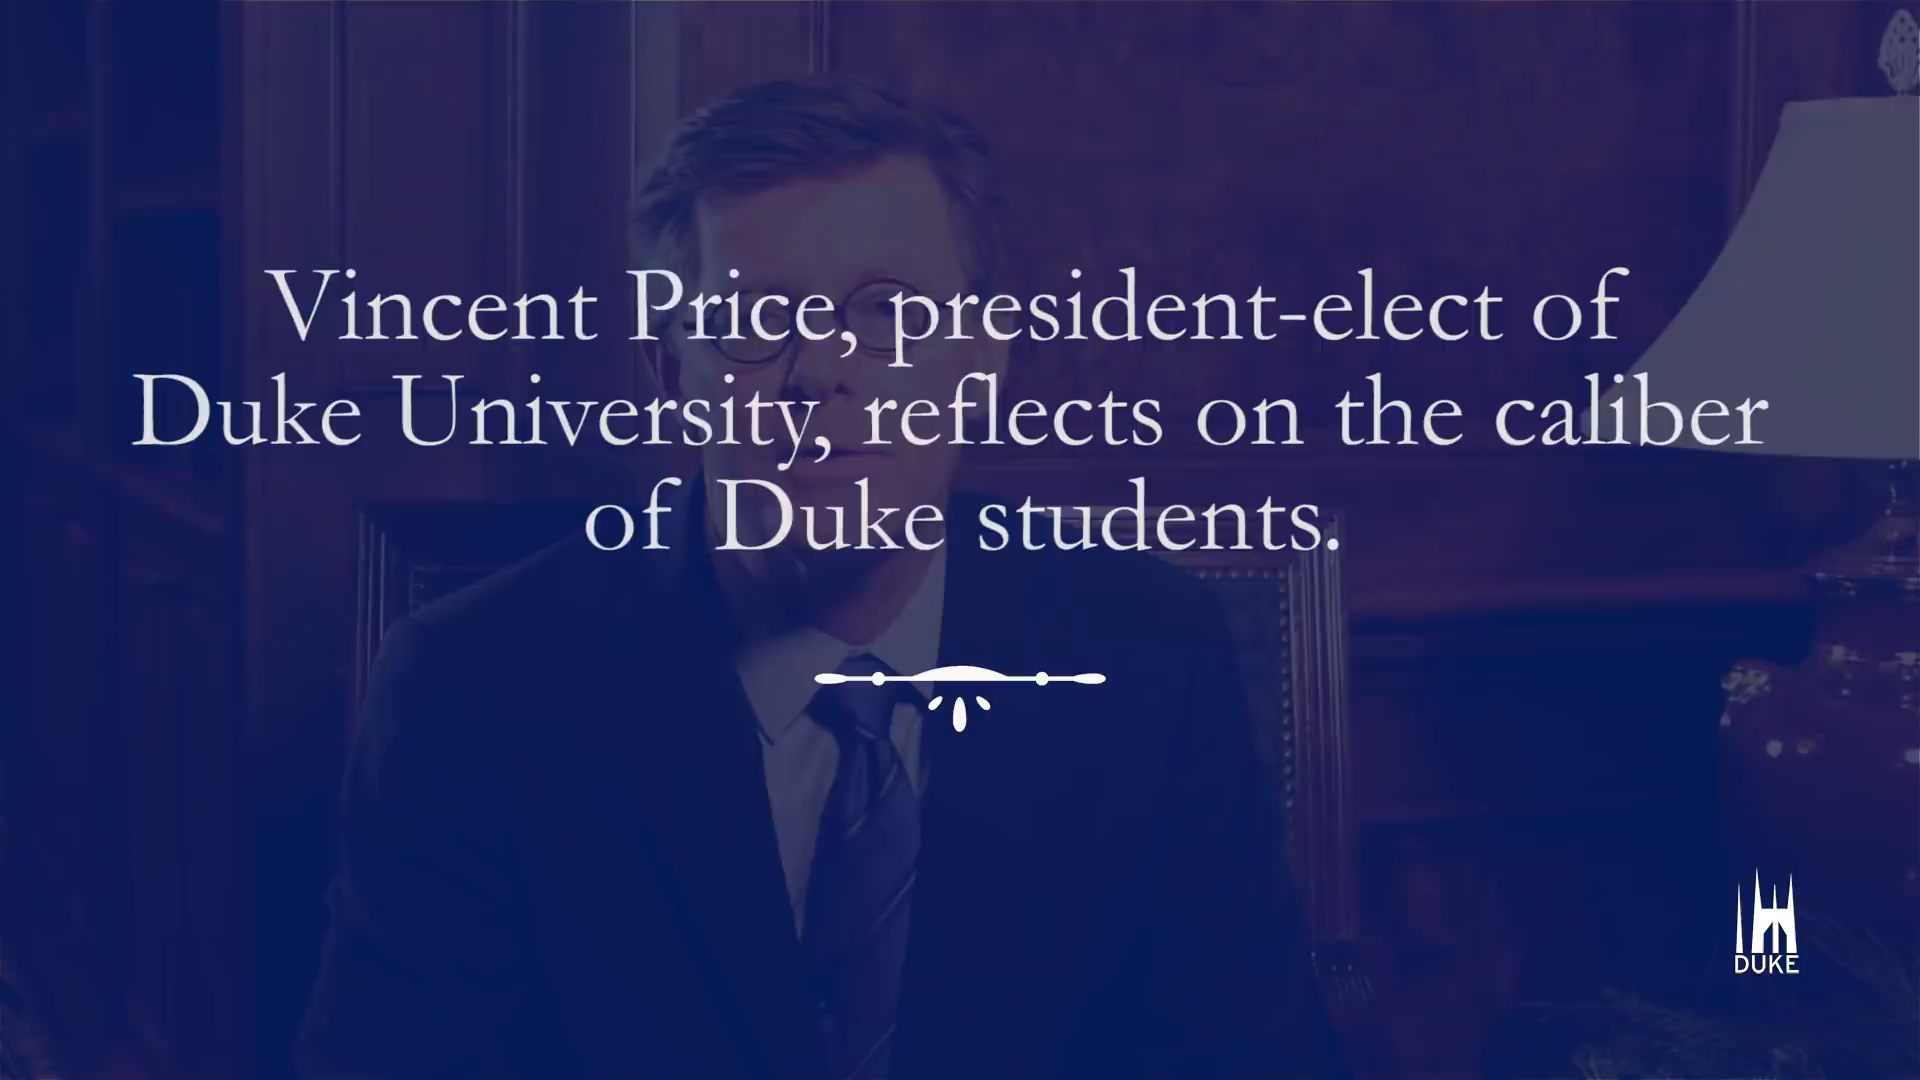 Vincent Price, president-elect of
Duke University, reflects on the caliber
of Duke students.
DUKE